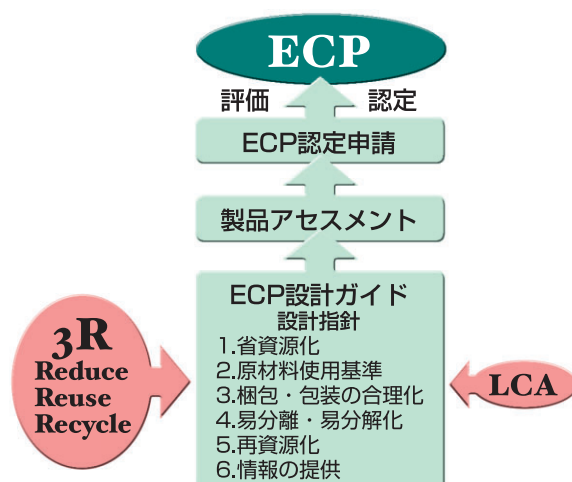 ECP
評価 認定
ECP認定申請
製品アセスメント
ECP設計ガイド
設計指針
1.省資源化
2.原材料使用基準
3.梱包・包装の合理化
4.易分離・易分解化
5.再資源化
6.情報の提供
3R
Reduce
Reuse
Recycle
LCA